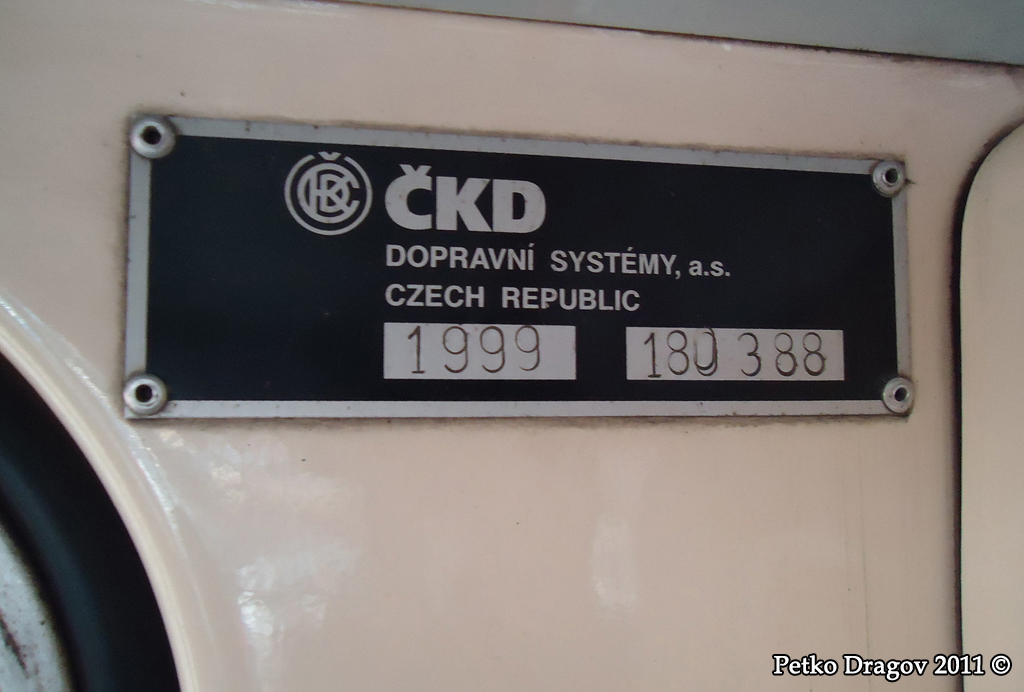 ČKD
DOPRAVNÍ SYSTÉMY, a.s.
CZECH REPUBLIC
1999 180 388
Petko Dragov 2011 ©